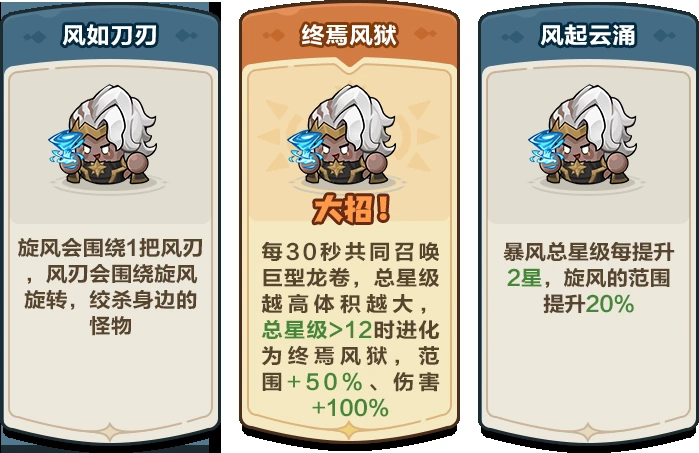 风如刀刃
旋风会围绕1把风刃
，风刃会围绕旋风
旋转，绞杀身边的
怪物
终焉风狱
大招！
每30秒共同召唤
巨型龙卷，总星级
越高体积越大，
总星级>12时进化
为终焉风狱，范
围+50%、伤害
+100%
风起云涌
暴风总星级每提升
2星，旋风的范围
提升20%